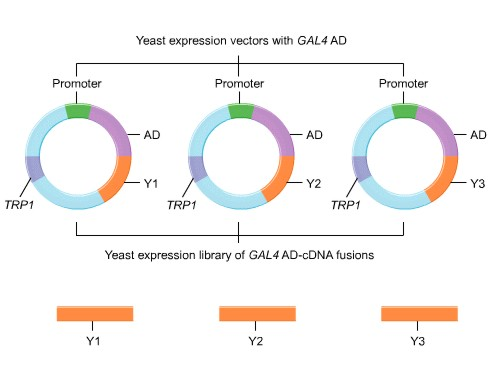 Yeast expression vectors with GAL4 AD
Promoter Promoter Promoter
AD AD AD
Y1 Y2 Y3
TRP1 TRP1 TRP1
Yeast expression library of GAL4 AD-cDNA fusions
Y1 Y2 Y3